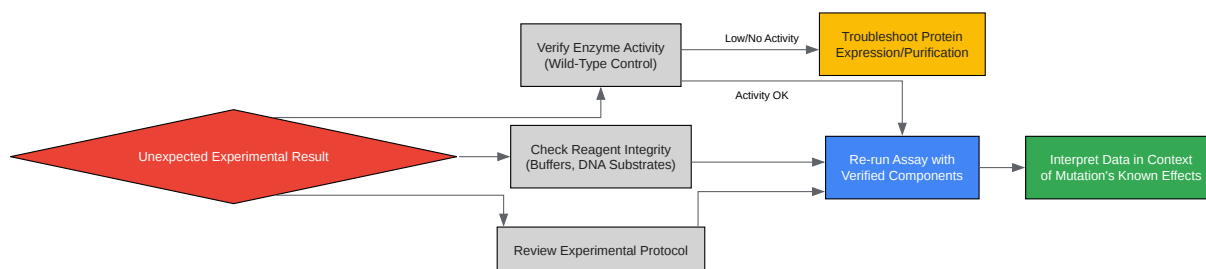 Verify Enzyme Activity
(Wild-Type Control)
Low/No Activity
Troubleshoot Protein
Expression/Purification
Activity OK
Unexpected Experimental Result
Check Reagent Integrity
(Buffers, DNA Substrates)
Re-run Assay with
Verified Components
Interpret Data in Context
of Mutation's Known Effects
Review Experimental Protocol